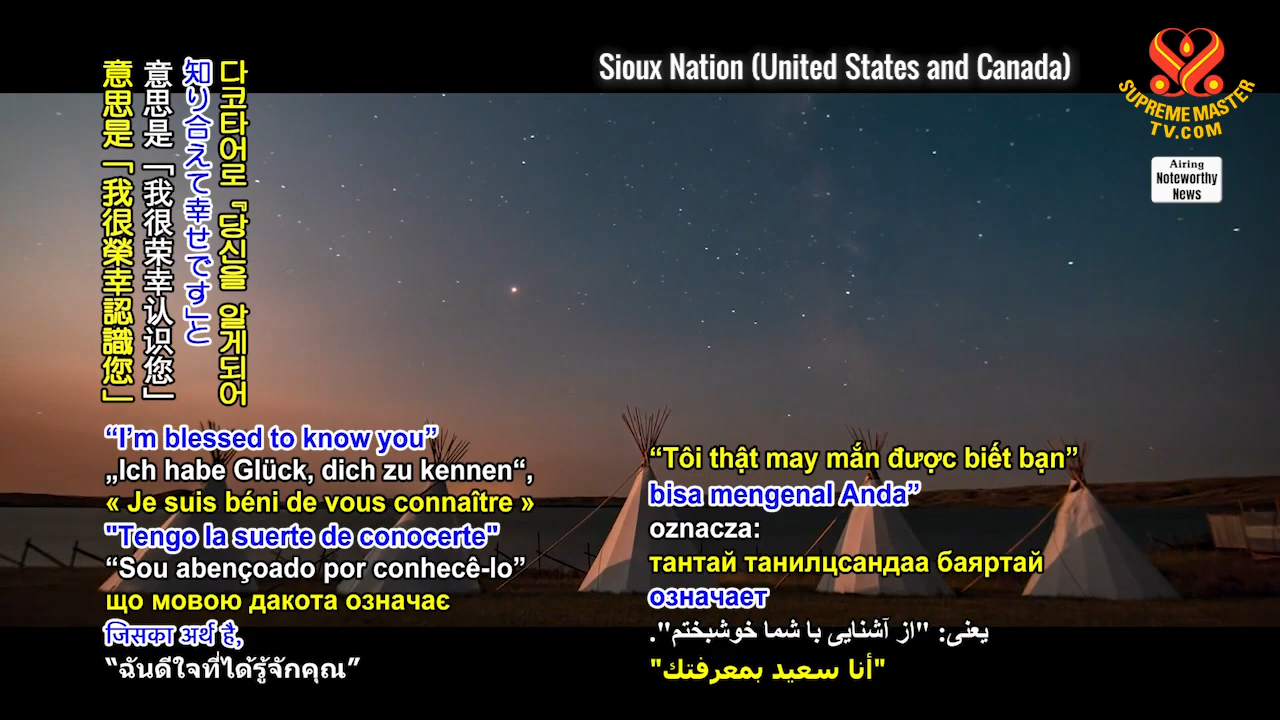 Sioux Nation (United States and Canada)
SUPREME MASTER
TV.COM
Airing
Noteworthy
News
다코타어로 『당신을 알게되어
知り合えて幸せです」と
意思是「我很荣幸认识您」
意思是「我很榮幸認識您」
“I’m blessed to know you”
„Ich habe Glück, dich zu kennen“,
« Je suis béni de vous connaître »
"Tengo la suerte de conocerte"
“Sou abençoado por conhecê-lo”
що мовою дакота означає
जिसका अर्थ है,
“ฉันดีใจที่ได้รู้จักคุณ”
“Tôi thật may mắn được biết bạn”
bisa mengenal Anda”
oznacza:
тантай танилцсандаа баяртай
означает
یعنی: "از آشنایی با شما خوشبختم".
"أنا سعيد بمعرفتك"